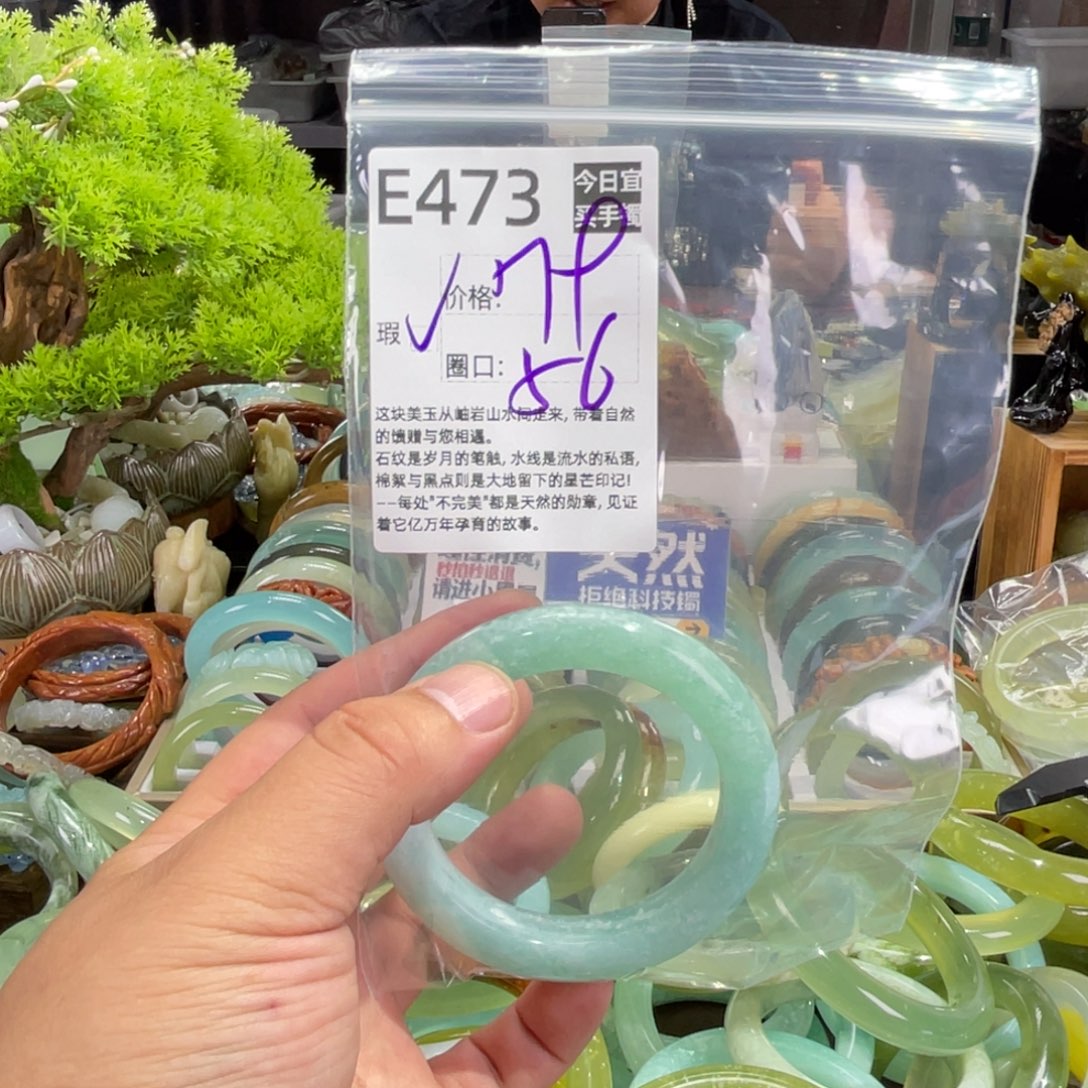 E473
今日宜
买手镯
价格:
瑕 ✓
圈口: 56
这块美玉从岫岩山水间走来, 带着自然
的馈赠与您相遇。
石纹是岁月的笔触, 水线是流水的私语,
棉絮与黑点则是大地留下的星芒印记!
---每处"不完美"都是天然的勋章, 见证
着它亿万年孕育的故事。
请进小黑
天然
拒绝科技镯